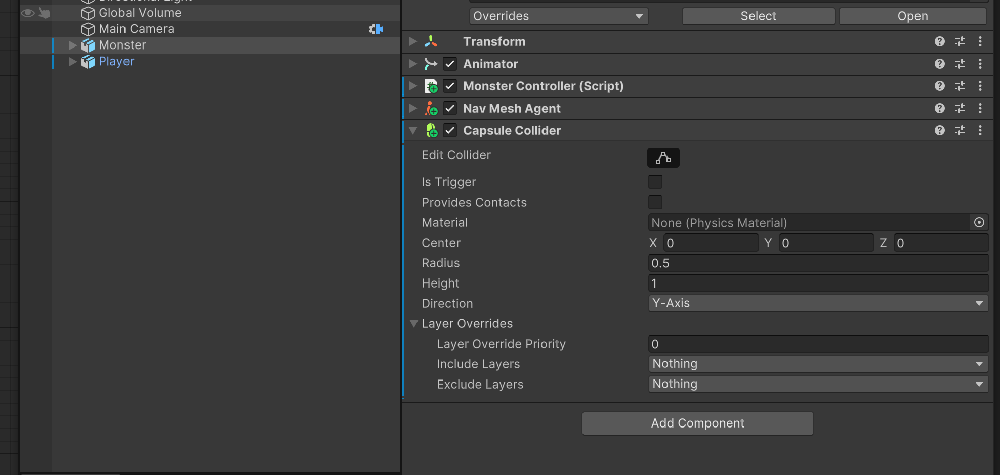 Directional Light
Global Volume
Main Camera
Monster
Player
Overrides
Select
Open
Transform
Animator
Monster Controller (Script)
Nav Mesh Agent
Capsule Collider
Edit Collider
Is Trigger
Provides Contacts
Material None (Physics Material)
Center X 0 Y 0 Z 0
Radius 0.5
Height 1
Direction Y-Axis
Layer Overrides
Layer Override Priority 0
Include Layers Nothing
Exclude Layers Nothing
Add Component